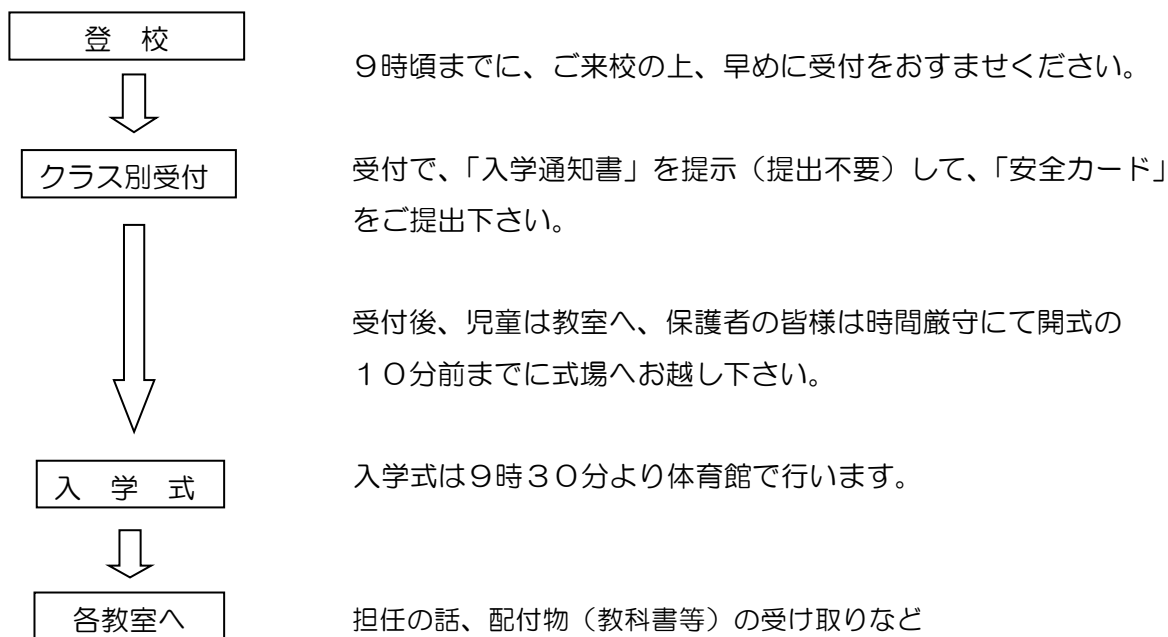 登　校
９時頃までに、ご来校の上、早めに受付をおすませください。
クラス別受付
受付で、「入学通知書」を提示（提出不要）して、「安全カード」
をご提出下さい。
受付後、児童は教室へ、保護者の皆様は時間厳守にて開式の
１０分前までに式場へお越し下さい。
入　学　式
入学式は９時３０分より体育館で行います。
各教室へ
担任の話、配付物（教科書等）の受け取りなど